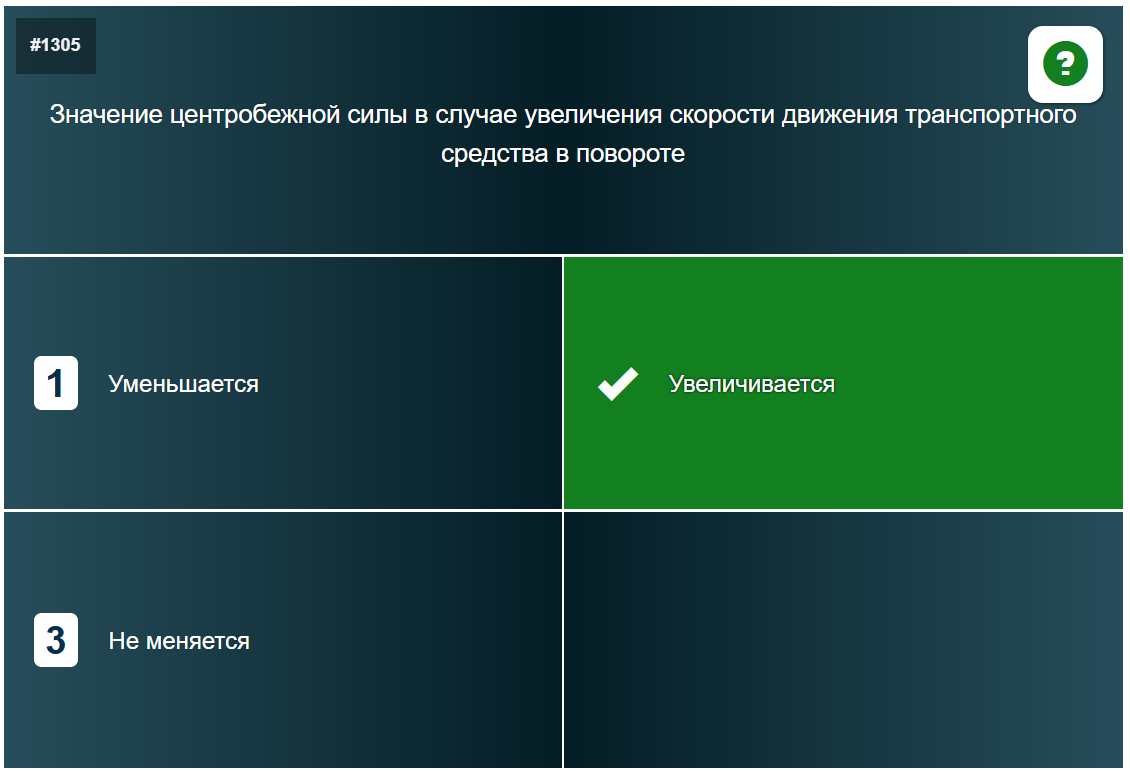 #1305
?
Значение центробежной силы в случае увеличения скорости движения транспортного
средства в повороте
1 Уменьшается
Увеличивается
3 Не меняется